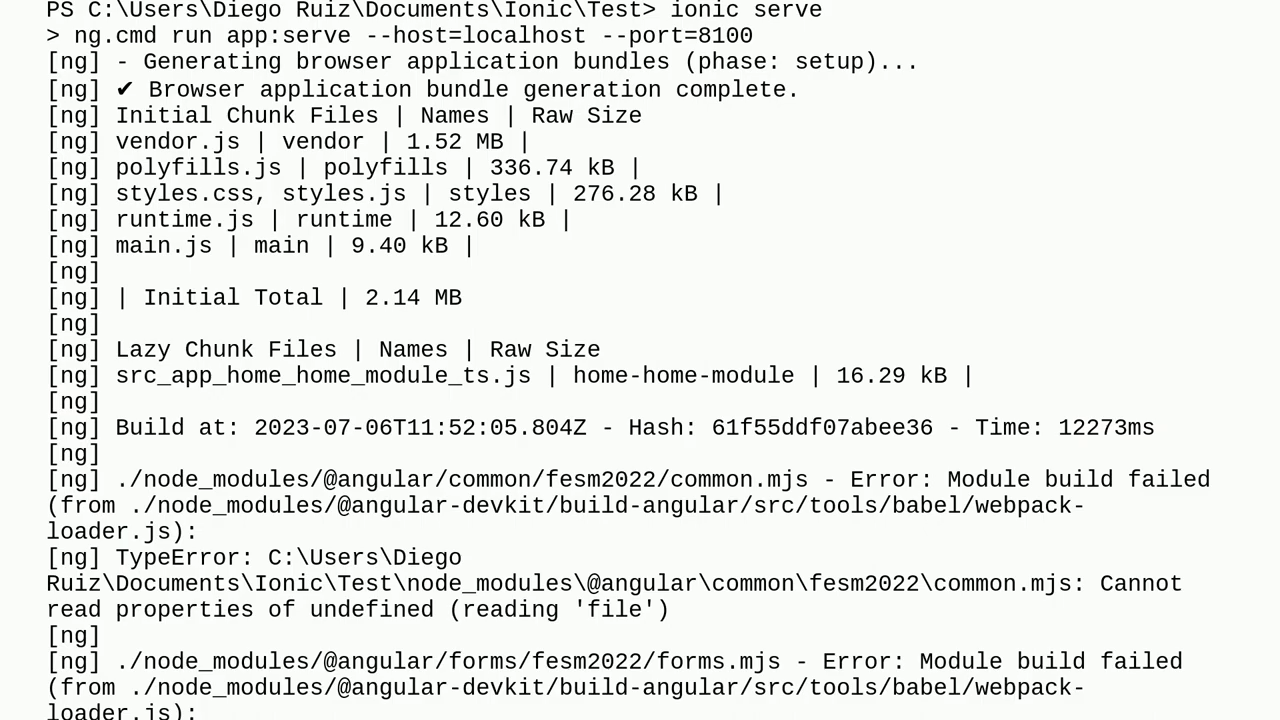 PS C:\Users\Diego Ruiz\Documents\Ionic\Test> ionic serve
> ng.cmd run app:serve --host=localhost --port=8100
[ng] - Generating browser application bundles (phase: setup)...
[ng] ✔ Browser application bundle generation complete.
[ng] Initial Chunk Files | Names | Raw Size
[ng] vendor.js | vendor | 1.52 MB |
[ng] polyfills.js | polyfills | 336.74 kB |
[ng] styles.css, styles.js | styles | 276.28 kB |
[ng] runtime.js | runtime | 12.60 kB |
[ng] main.js | main | 9.40 kB |
[ng]
[ng] | Initial Total | 2.14 MB
[ng]
[ng] Lazy Chunk Files | Names | Raw Size
[ng] src_app_home_home_module_ts.js | home-home-module | 16.29 kB |
[ng]
[ng] Build at: 2023-07-06T11:52:05.804Z - Hash: 61f55ddf07abee36 - Time: 12273ms
[ng]
[ng] ./node_modules/@angular/common/fesm2022/common.mjs - Error: Module build failed
(from ./node_modules/@angular-devkit/build-angular/src/tools/babel/webpack-
loader.js):
[ng] TypeError: C:\Users\Diego
Ruiz\Documents\Ionic\Test\node_modules\@angular\common\fesm2022\common.mjs: Cannot
read properties of undefined (reading 'file')
[ng]
[ng] ./node_modules/@angular/forms/fesm2022/forms.mjs - Error: Module build failed
(from ./node_modules/@angular-devkit/build-angular/src/tools/babel/webpack-
loader.js):